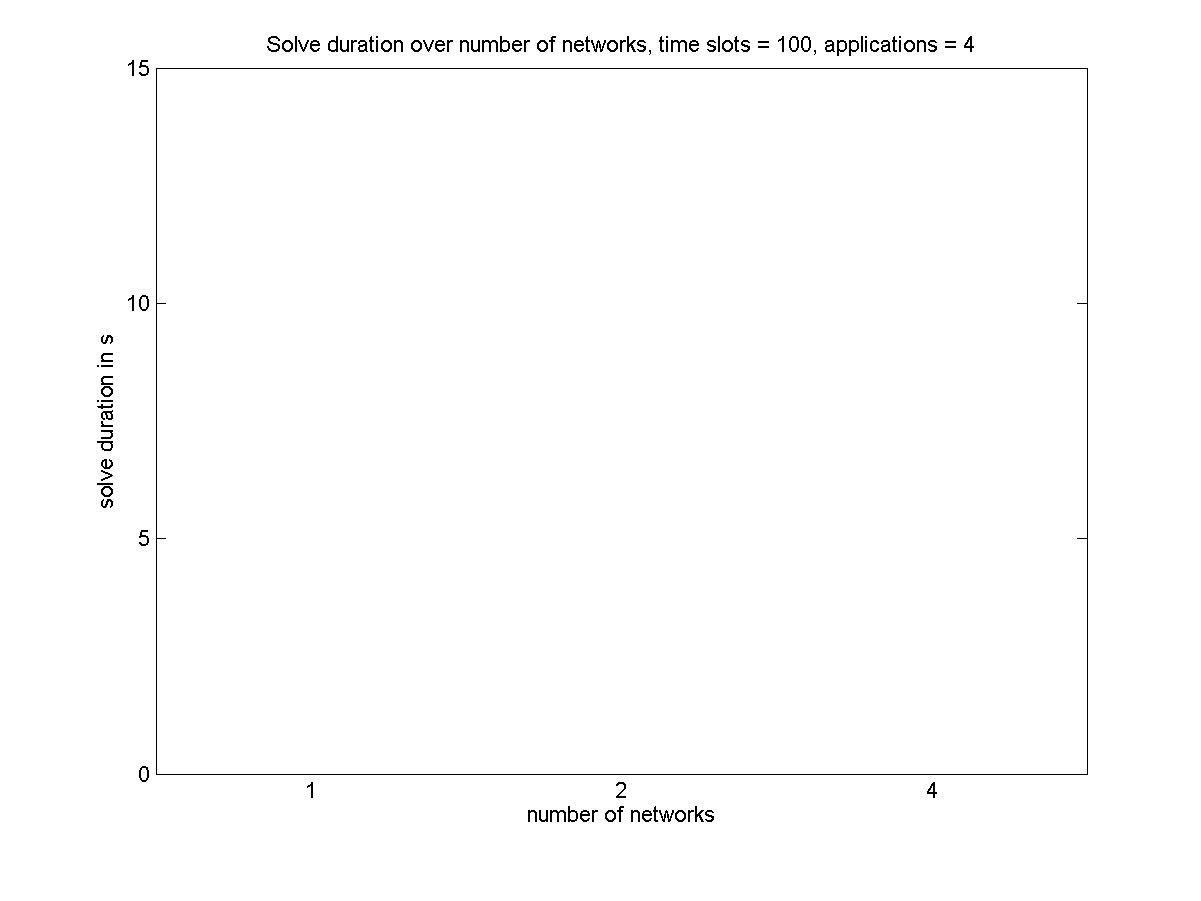 Solve duration over number of networks, time slots = 100, applications = 4
15
10
5
0
solve duration in s
1 2 4
number of networks